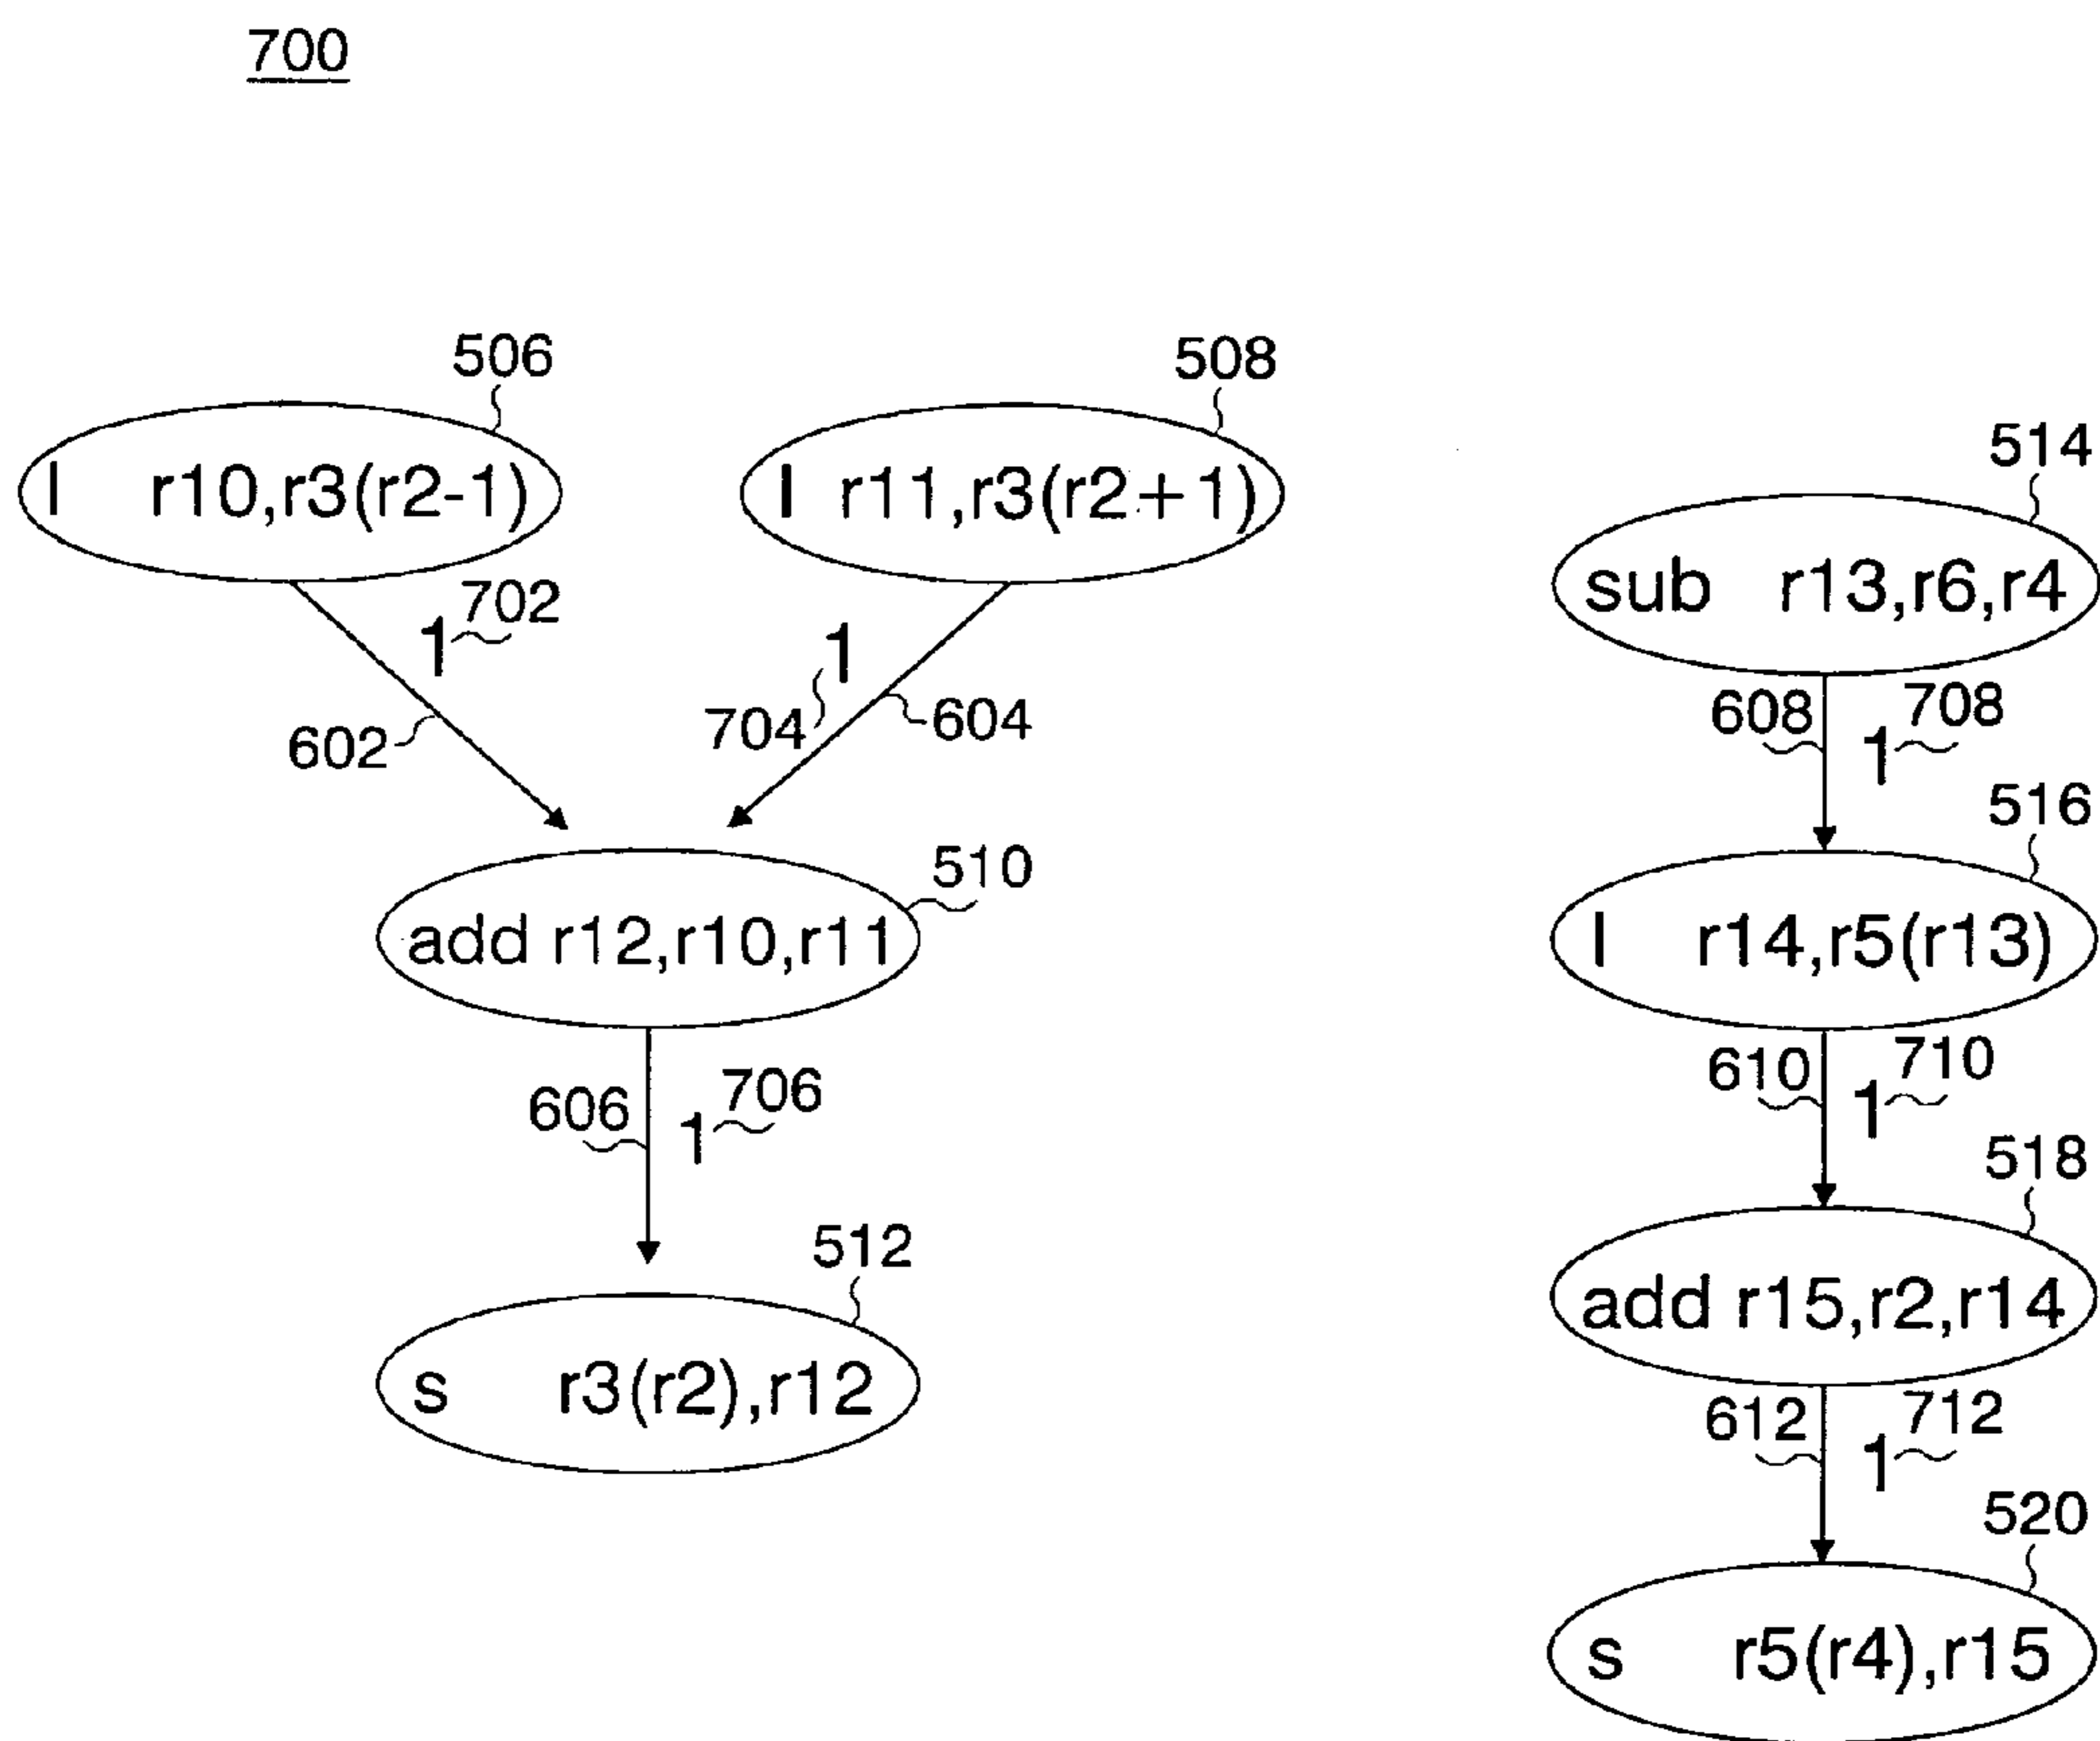 700
506
508
l r10,r3(r2-1)
l r11,r3(r2+1)
514
sub r13,r6,r4
1 702
1
704
602
604
608
1 708
510
add r12,r10,r11
516
l r14,r5(r13)
606
1 706
610
1 710
512
s r3(r2),r12
518
add r15,r2,r14
612
1 712
520
s r5(r4),r15